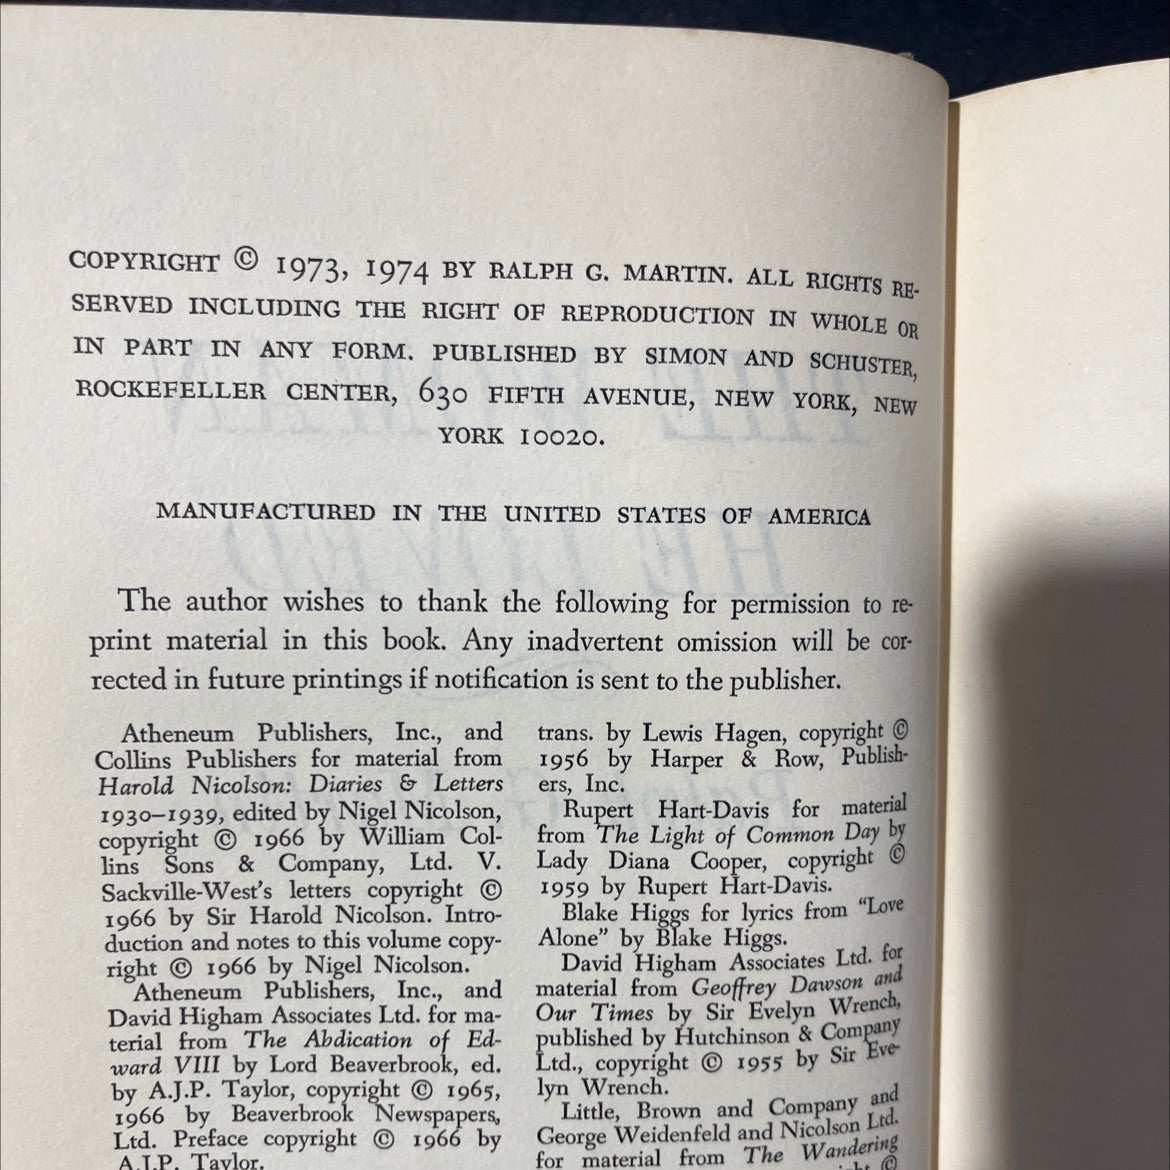 COPYRIGHT © 1973, 1974 BY RALPH G. MARTIN. ALL RIGHTS RE-
SERVED INCLUDING THE RIGHT OF REPRODUCTION IN WHOLE OR
IN PART IN ANY FORM. PUBLISHED BY SIMON AND SCHUSTER,
ROCKEFELLER CENTER, 630 FIFTH AVENUE, NEW YORK, NEW
YORK 10020.
MANUFACTURED IN THE UNITED STATES OF AMERICA
The author wishes to thank the following for permission to re-
print material in this book. Any inadvertent omission will be cor-
rected in future printings if notification is sent to the publisher.
Atheneum Publishers, Inc., and
Collins Publishers for material from
Harold Nicolson: Diaries & Letters
1930–1939, edited by Nigel Nicolson,
copyright © 1966 by William Col-
lins Sons & Company, Ltd. V.
Sackville-West's letters copyright ©
1966 by Sir Harold Nicolson. Intro-
duction and notes to this volume copy-
right © 1966 by Nigel Nicolson.
Atheneum Publishers, Inc., and
David Higham Associates Ltd. for ma-
terial from The Abdication of Ed-
ward VIII by Lord Beaverbrook, ed.
by A.J.P. Taylor, copyright © 1965,
1966 by Beaverbrook Newspapers,
Ltd. Preface copyright © 1966 by
A.J.P. Taylor.
trans. by Lewis Hagen, copyright ©
1956 by Harper & Row, Publish-
ers, Inc.
Rupert Hart-Davis for material
from The Light of Common Day by
Lady Diana Cooper, copyright ©
1959 by Rupert Hart-Davis.
Blake Higgs for lyrics from "Love
Alone" by Blake Higgs.
David Higham Associates Ltd. for
material from Geoffrey Dawson and
Our Times by Sir Evelyn Wrench,
published by Hutchinson & Company
Ltd., copyright © 1955 by Sir Eve-
lyn Wrench.
Little, Brown and Company and
George Weidenfeld and Nicolson Ltd.
for material from The Wandering
©